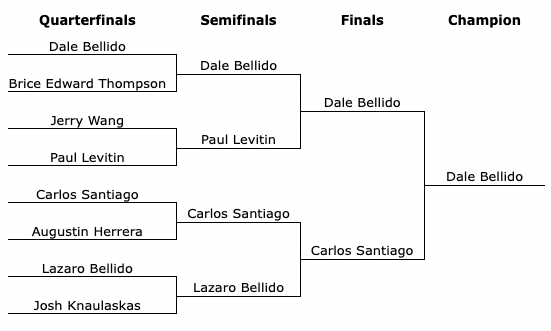 Quarterfinals Semifinals Finals Champion
Dale Bellido
Brice Edward Thompson
Jerry Wang
Paul Levitin
Carlos Santiago
Augustin Herrera
Lazaro Bellido
Josh Knaulaskas
Dale Bellido
Paul Levitin
Carlos Santiago
Lazaro Bellido
Dale Bellido
Carlos Santiago
Dale Bellido